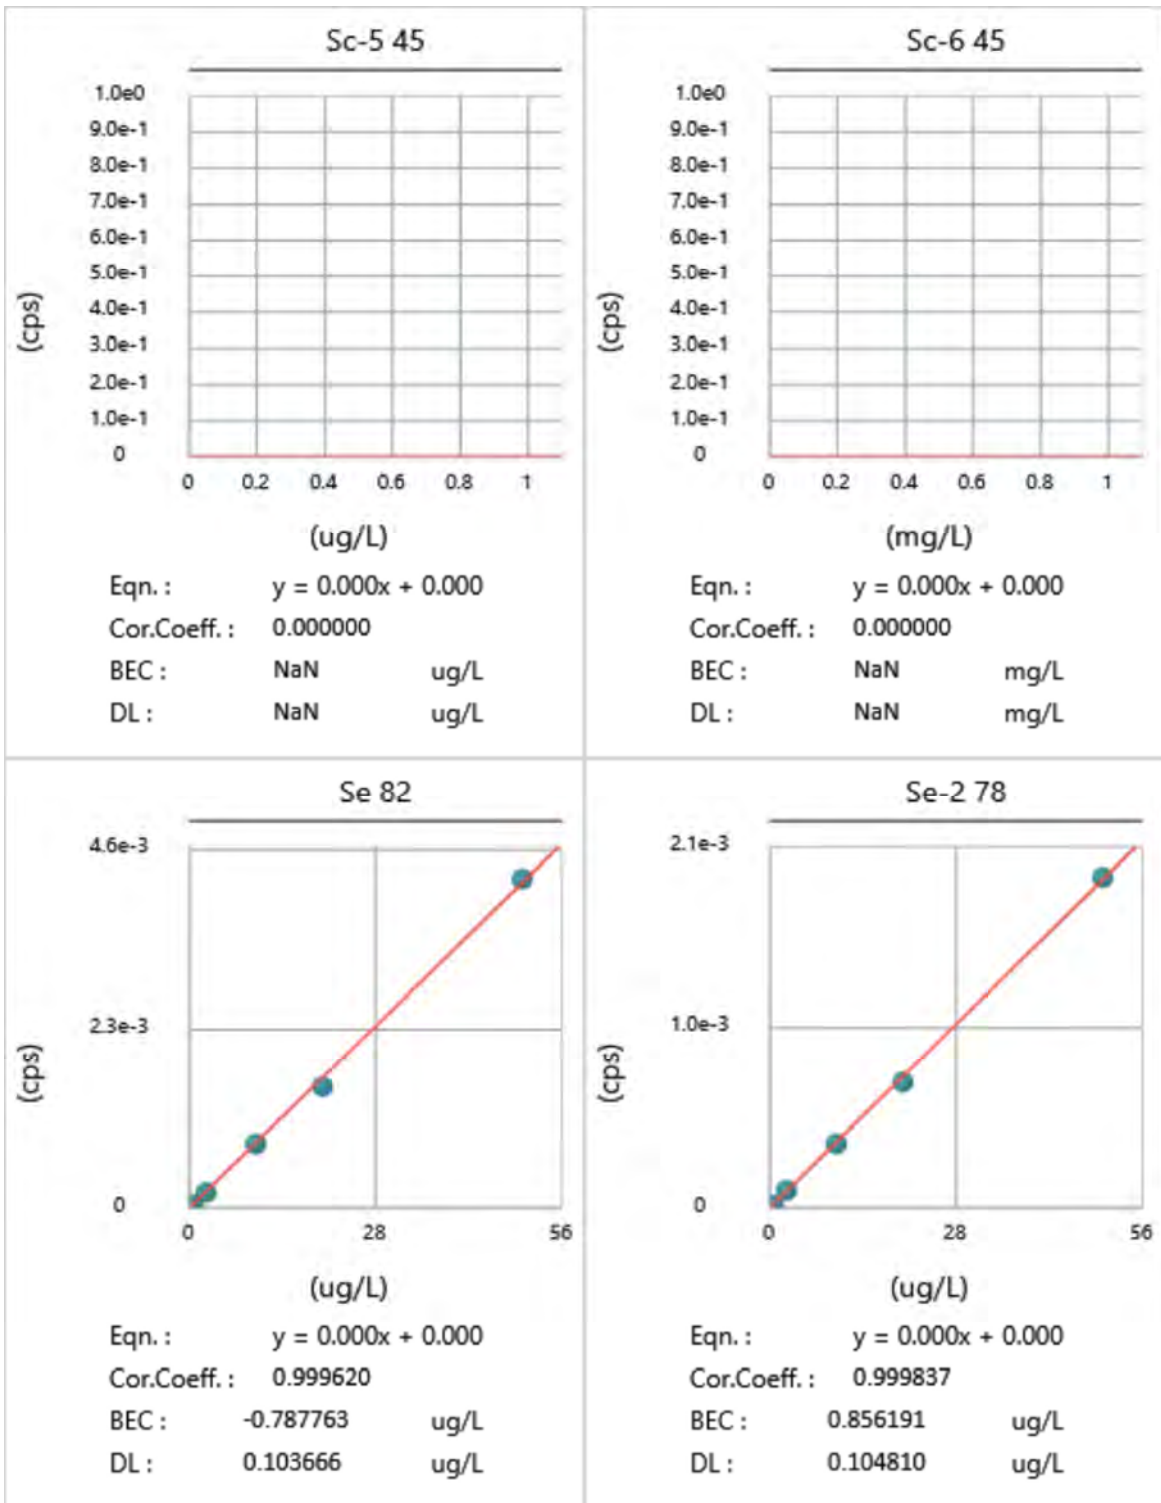 Sc-5 45
1.0e0
9.0e-1
8.0e-1
7.0e-1
6.0e-1
5.0e-1
4.0e-1
3.0e-1
2.0e-1
1.0e-1
0
(cps)
0 0.2 0.4 0.6 0.8 1
(ug/L)
Eqn. : y = 0.000x + 0.000
Cor.Coeff. : 0.000000
BEC : NaN ug/L
DL : NaN ug/L
Sc-6 45
1.0e0
9.0e-1
8.0e-1
7.0e-1
6.0e-1
5.0e-1
4.0e-1
3.0e-1
2.0e-1
1.0e-1
0
(cps)
0 0.2 0.4 0.6 0.8 1
(mg/L)
Eqn. : y = 0.000x + 0.000
Cor.Coeff. : 0.000000
BEC : NaN mg/L
DL : NaN mg/L
Se 82
4.6e-3
2.3e-3
0
(cps)
0 28 56
(ug/L)
Eqn. : y = 0.000x + 0.000
Cor.Coeff. : 0.999620
BEC : -0.787763 ug/L
DL : 0.103666 ug/L
Se-2 78
2.1e-3
1.0e-3
0
(cps)
0 28 56
(ug/L)
Eqn. : y = 0.000x + 0.000
Cor.Coeff. : 0.999837
BEC : 0.856191 ug/L
DL : 0.104810 ug/L